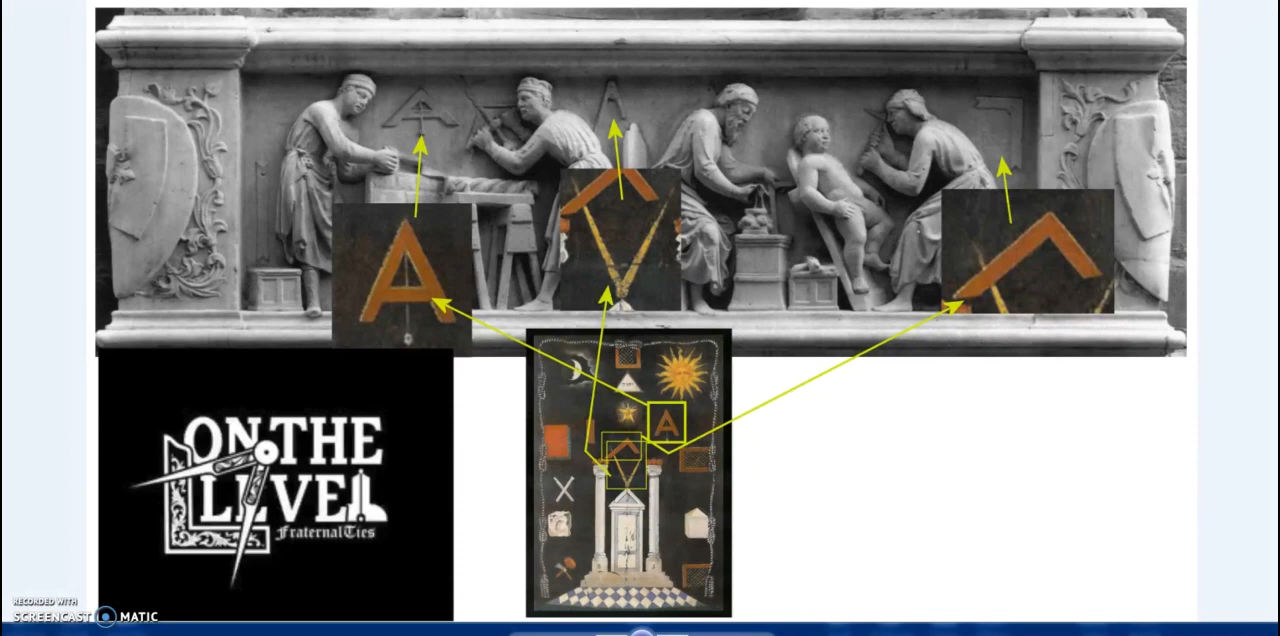 ON THE
LEVEL
FraternalTies
RECORDED WITH
SCREENCAST MATIC